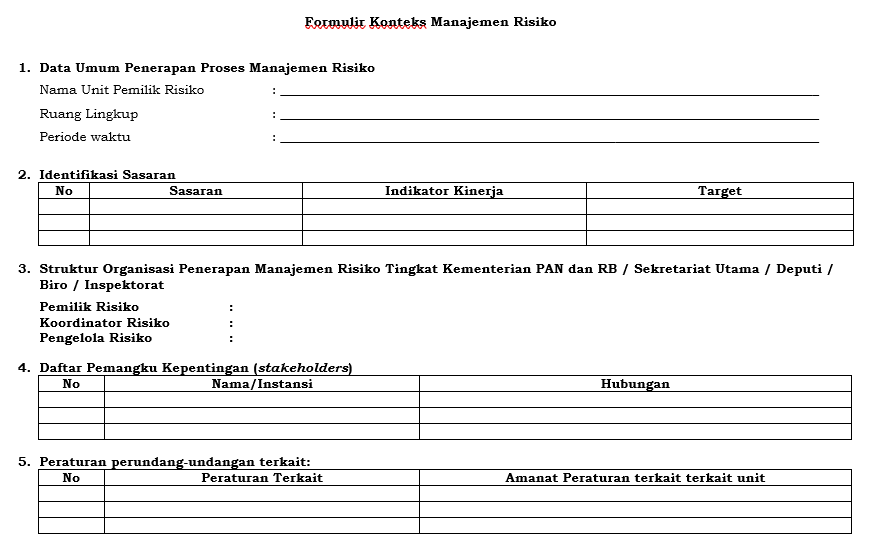 Formulir Konteks Manajemen Risiko
1. Data Umum Penerapan Proses Manajemen Risiko
Nama Unit Pemilik Risiko :
Ruang Lingkup :
Periode waktu :
2. Identifikasi Sasaran
No Sasaran Indikator Kinerja Target
3. Struktur Organisasi Penerapan Manajemen Risiko Tingkat Kementerian PAN dan RB / Sekretariat Utama / Deputi /
Biro / Inspektorat
Pemilik Risiko :
Koordinator Risiko :
Pengelola Risiko :
4. Daftar Pemangku Kepentingan (stakeholders)
No Nama/Instansi Hubungan
5. Peraturan perundang-undangan terkait:
No Peraturan Terkait Amanat Peraturan terkait terkait unit